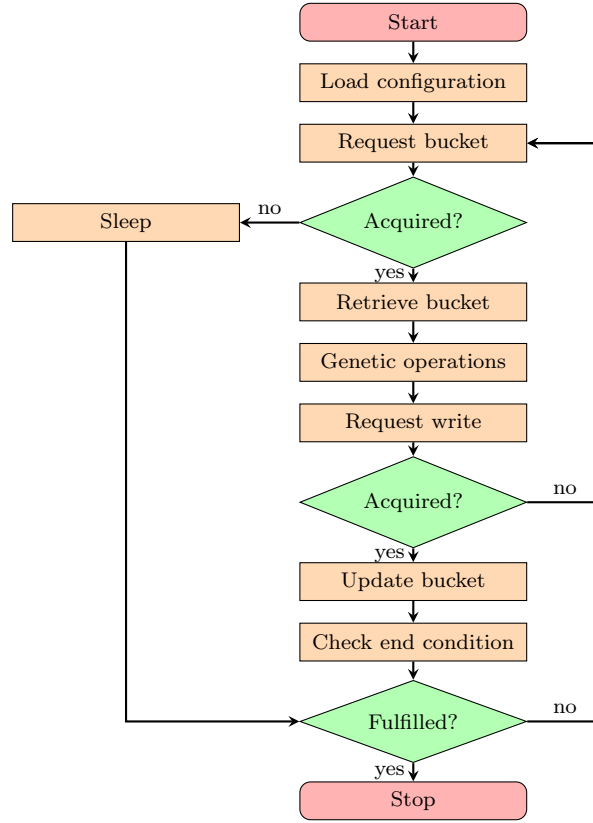 Start
Load configuration
Request bucket
Acquired?
no
Sleep
yes
Retrieve bucket
Genetic operations
Request write
Acquired?
no
yes
Update bucket
Check end condition
Fulfilled?
no
yes
Stop